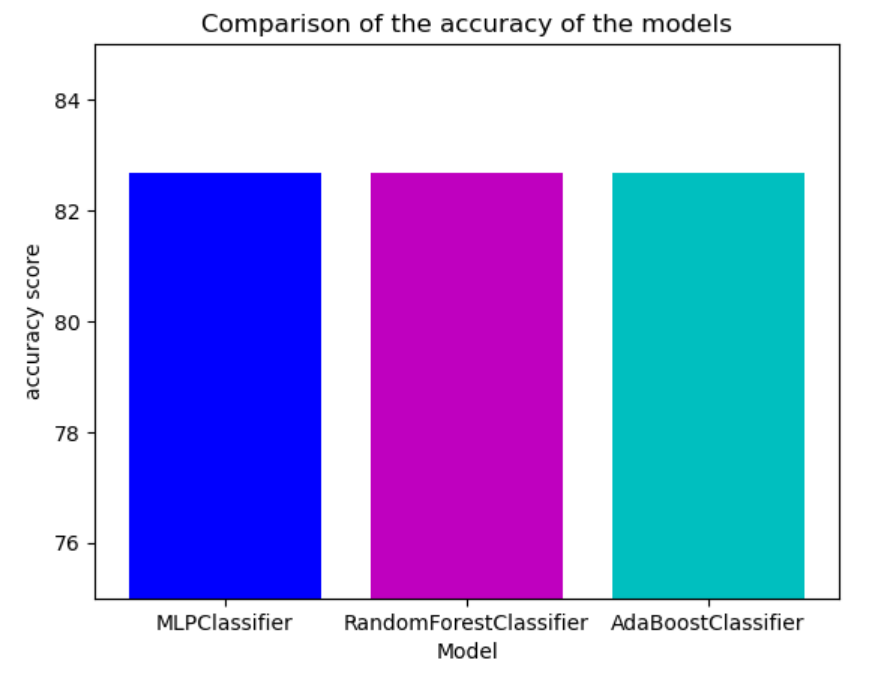 Comparison of the accuracy of the models
84
82
80
78
76
accuracy score
MLPClassifier RandomForestClassifier AdaBoostClassifier
Model